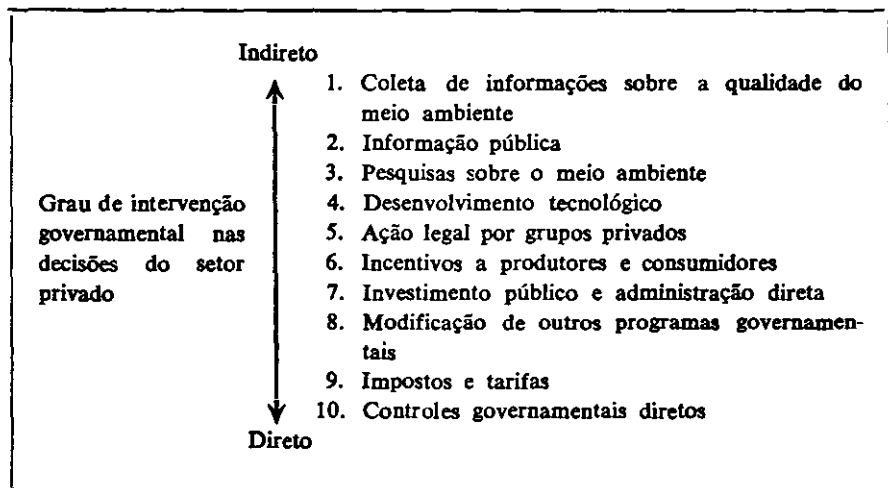 Indireto
1. Coleta de informações sobre a qualidade do
meio ambiente
2. Informação pública
3. Pesquisas sobre o meio ambiente
Grau de intervenção
governamental nas
decisões do setor
privado
4. Desenvolvimento tecnológico
5. Ação legal por grupos privados
6. Incentivos a produtores e consumidores
7. Investimento público e administração direta
8. Modificação de outros programas governamen-
tais
9. Impostos e tarifas
10. Controles governamentais diretos
Direto